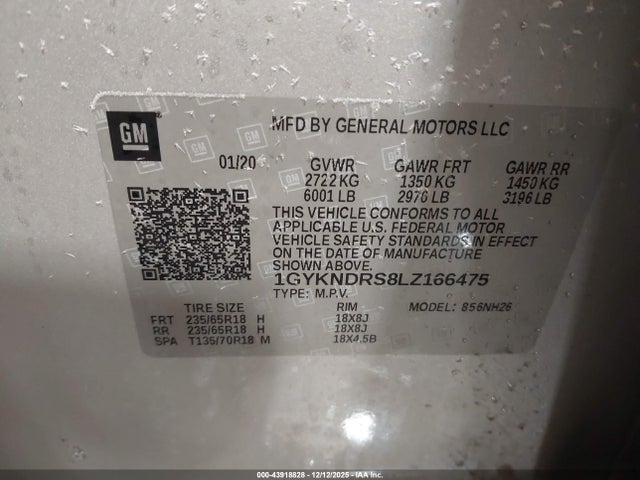 GM
MFD BY GENERAL MOTORS LLC
01/20 GVWR GAWR FRT GAWR RR
2722 KG 1350 KG 1450 KG
6001 LB 2976 LB 3196 LB
THIS VEHICLE CONFORMS TO ALL
APPLICABLE U.S. FEDERAL MOTOR
VEHICLE SAFETY STANDARDS IN EFFECT
ON THE DATE OF MANUFACTURE
SHOWN ABOVE.
1GYKNDRS8LZ166475
TYPE: M.P.V. MODEL: 856NH26
TIRE SIZE RIM
FRT 235/65R18 H 18X8J
RR 235/65R18 H 18X8J
SPA T135/70R18 M 18X4.5B
000-43918828 - 12/12/2025 - IAA Holdings, LLC